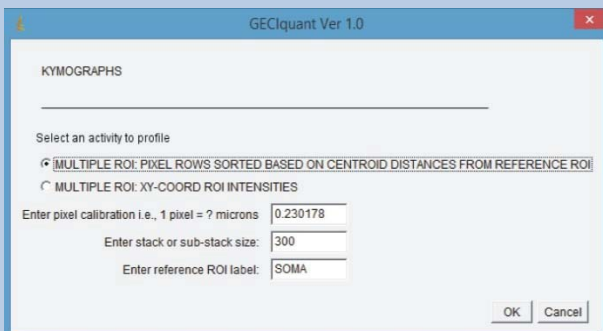 GECIquant Ver 1.0
KYMOGRAPHS
Select an activity to profile
MULTIPLE ROI: PIXEL ROWS SORTED BASED ON CENTROID DISTANCES FROM REFERENCE ROI
MULTIPLE ROI: XY-COORD ROI INTENSITIES
Enter pixel calibration i.e., 1 pixel = ? microns 0.230178
Enter stack or sub-stack size: 300
Enter reference ROI label: SOMA
OK Cancel